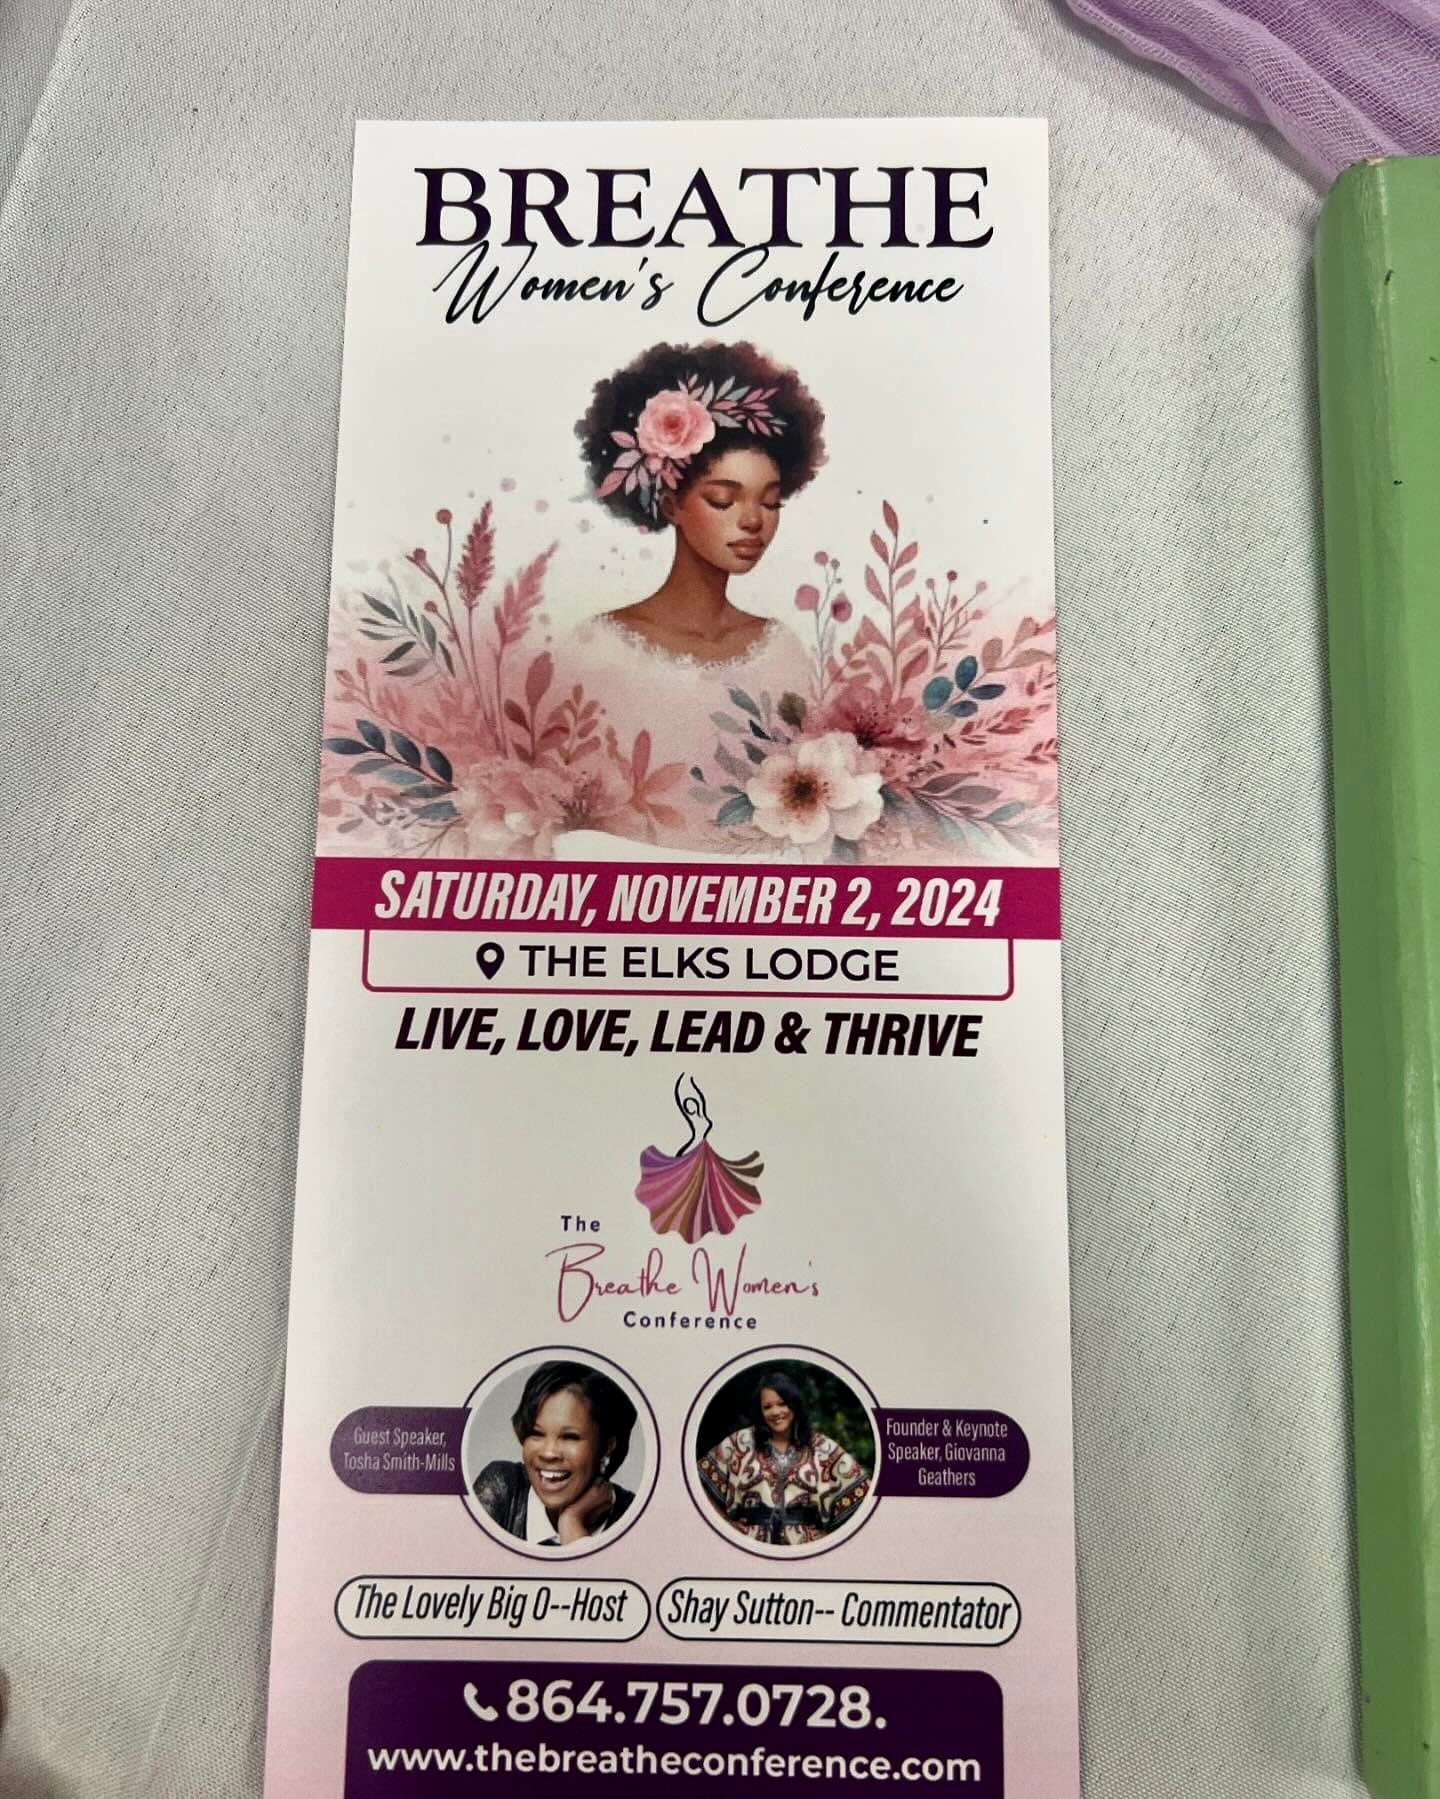 BREATHE
Women's Conference
SATURDAY, NOVEMBER 2, 2024
THE ELKS LODGE
LIVE, LOVE, LEAD & THRIVE
The
Breathe Women's
Conference
Guest Speaker,
Tosha Smith-Mills
Founder & Keynote
Speaker, Giovanna
Geathers
The Lovely Big O--Host
Shay Sutton-- Commentator
864.757.0728.
www.thebreatheconference.com